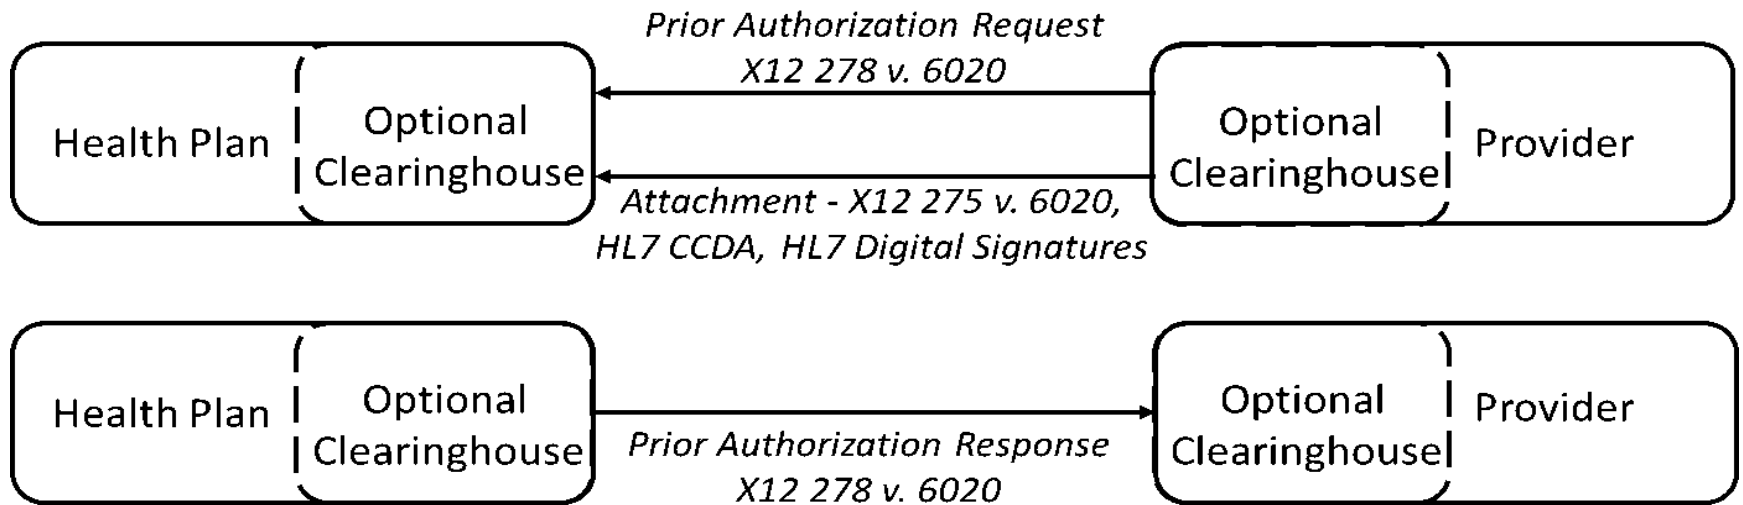 Prior Authorization Request
X12 278 v. 6020
Health Plan
Optional
Clearinghouse
Optional
Clearinghouse
Provider
Attachment - X12 275 v. 6020,
HL7 CCDA, HL7 Digital Signatures
Health Plan
Optional
Clearinghouse
Optional
Clearinghouse
Provider
Prior Authorization Response
X12 278 v. 6020